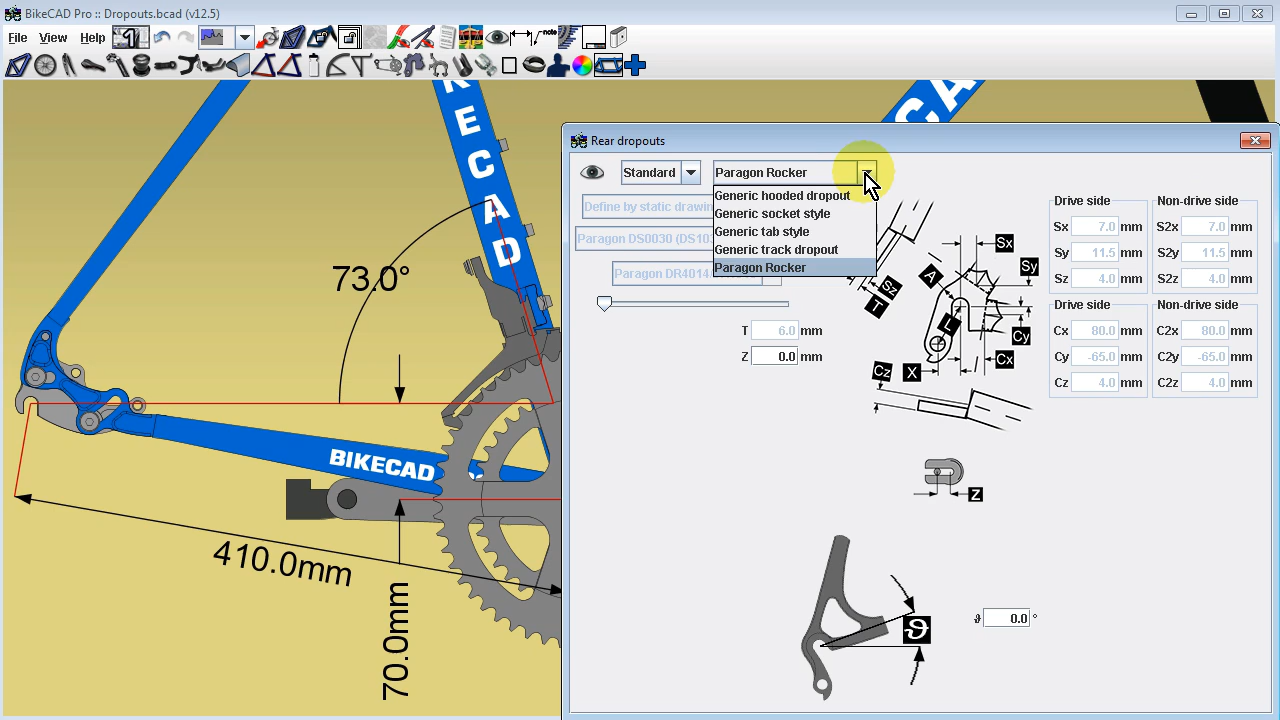 BikeCAD Pro :: Dropouts.bcad (v12.5)
File View Help
note
KECAD
CA
73.0°
BIKECAD
410.0mm
70.0mm
Rear dropouts
Standard Paragon Rocker
Generic hooded dropout
Generic socket style
Generic tab style
Generic track dropout
Paragon Rocker
Define by static drawin
Paragon DS0030 (DS103
Paragon DR4014
T 6.0 mm
Z 0.0 mm
Sz
T
A
Sx
Sy
L
Cy
Cx
X
Cz
Z
ϑ
ϑ 0.0 °
Drive side
Sx 7.0 mm
Sy 11.5 mm
Sz 4.0 mm
Non-drive side
S2x 7.0 mm
S2y 11.5 mm
S2z 4.0 mm
Drive side
Cx 80.0 mm
Cy -65.0 mm
Cz 4.0 mm
Non-drive side
C2x 80.0 mm
C2y -65.0 mm
C2z 4.0 mm